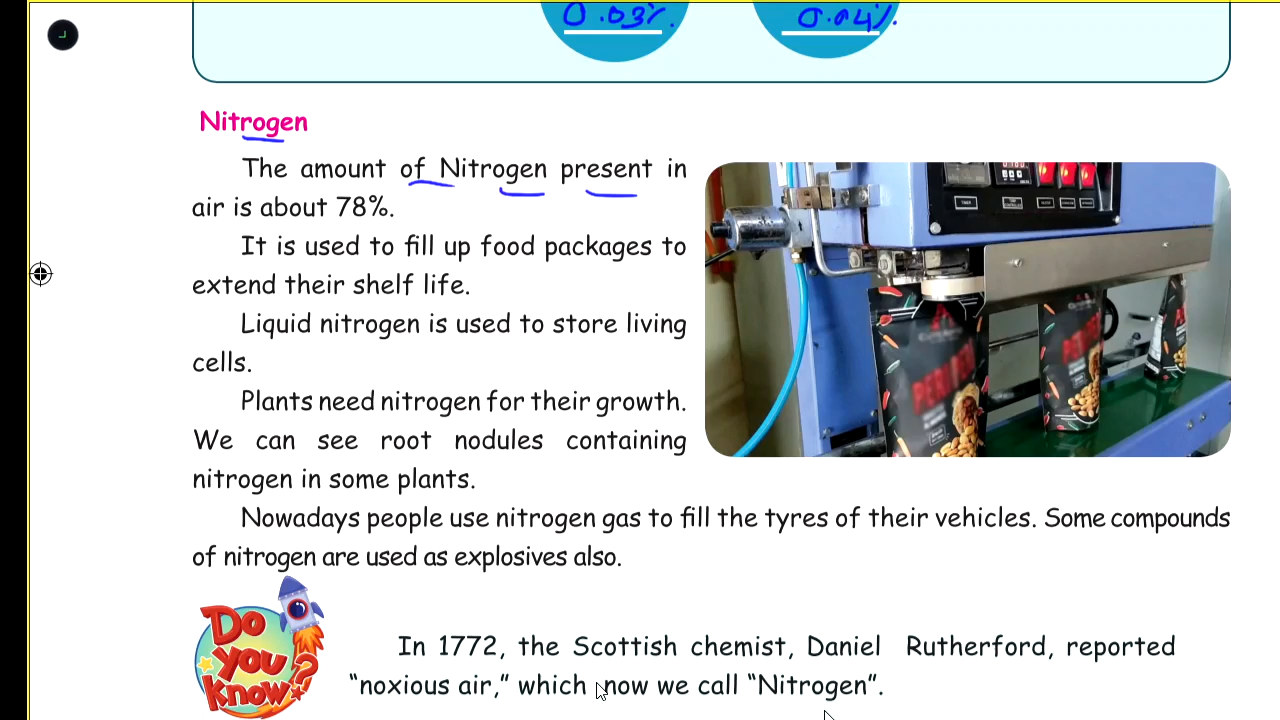 0.03%.
0.04%.
Nitrogen
The amount of Nitrogen present in
air is about 78%.
It is used to fill up food packages to
extend their shelf life.
Liquid nitrogen is used to store living
cells.
Plants need nitrogen for their growth.
We can see root nodules containing
nitrogen in some plants.
Nowadays people use nitrogen gas to fill the tyres of their vehicles. Some compounds
of nitrogen are used as explosives also.
Do
you
know?
In 1772, the Scottish chemist, Daniel Rutherford, reported
“noxious air,” which now we call “Nitrogen”.